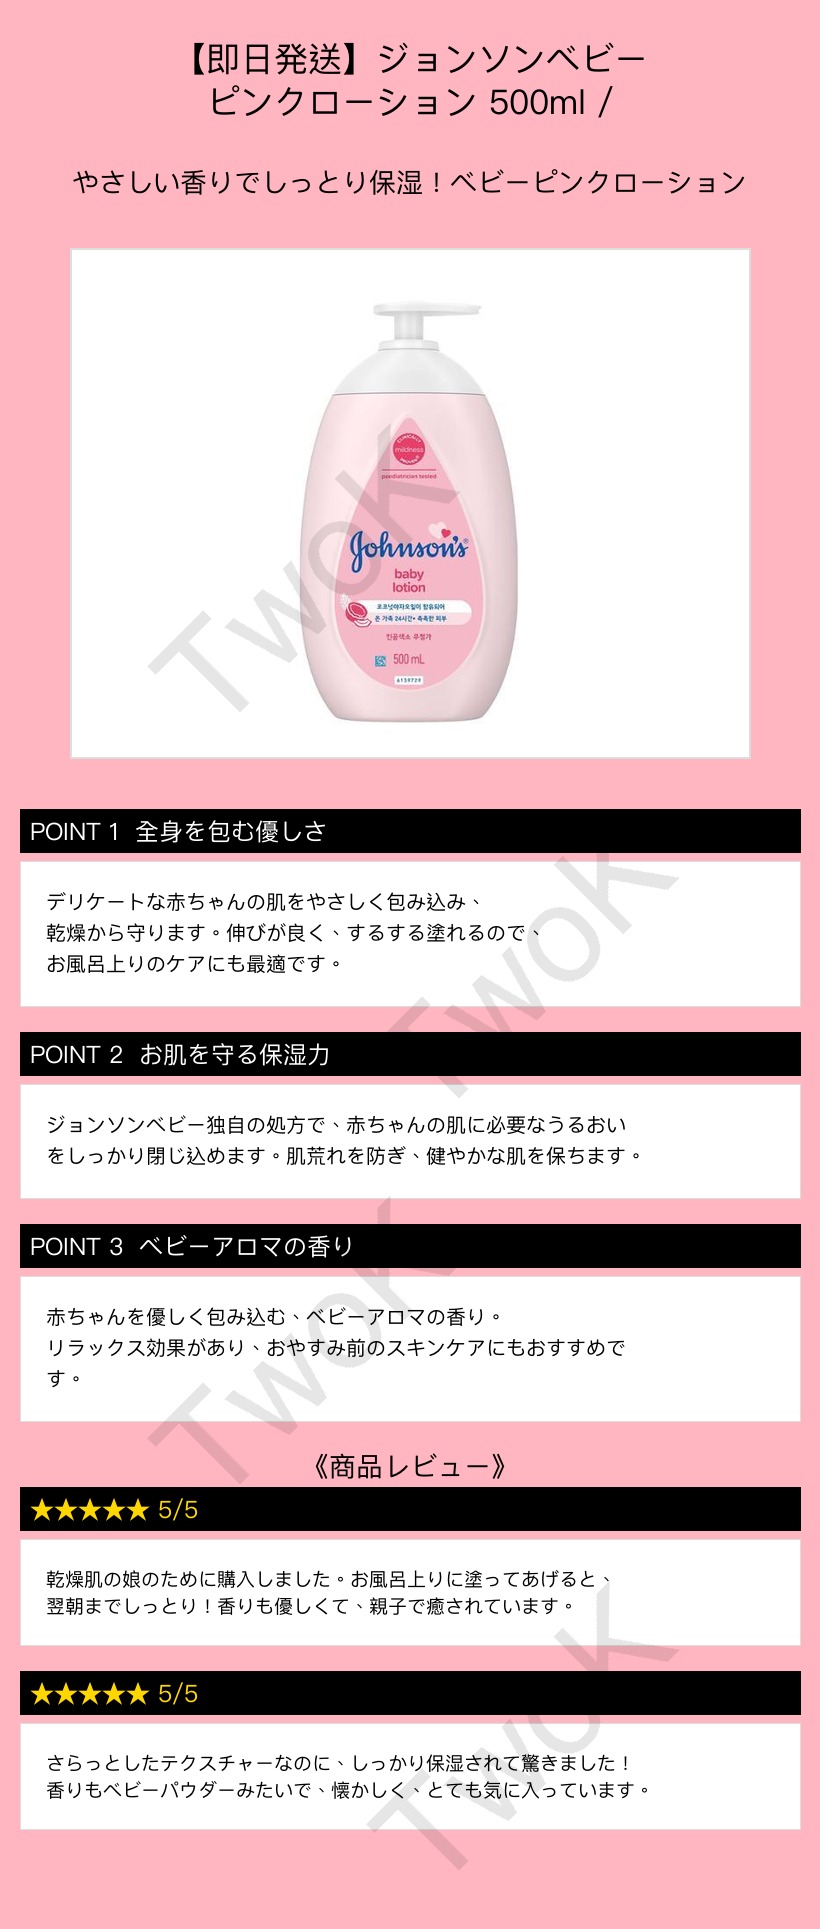 【即日発送】ジョンソンベビー
ピンクローション 500ml /
やさしい香りでしっとり保湿！ベビーピンクローション
CLINICALLY
mildness
PROVEN
paediatrician tested
Johnson's®
baby
lotion
코코넛야자오일이 함유되어
온 가족 24시간* 촉촉한 피부
인공색소 무첨가
500 mL
6139729
TwoK
POINT 1 全身を包む優しさ
デリケートな赤ちゃんの肌をやさしく包み込み、
乾燥から守ります。伸びが良く、するする塗れるので、
お風呂上りのケアにも最適です。
TwoK
POINT 2 お肌を守る保湿力
ジョンソンベビー独自の処方で、赤ちゃんの肌に必要なうるおい
をしっかり閉じ込めます。肌荒れを防ぎ、健やかな肌を保ちます。
POINT 3 ベビーアロマの香り
赤ちゃんを優しく包み込む、ベビーアロマの香り。
リラックス効果があり、おやすみ前のスキンケアにもおすすめで
す。
TwoK
《商品レビュー》
★★★★★ 5/5
乾燥肌の娘のために購入しました。お風呂上りに塗ってあげると、
翌朝までしっとり！香りも優しくて、親子で癒されています。
★★★★★ 5/5
さらっとしたテクスチャーなのに、しっかり保湿されて驚きました！
香りもベビーパウダーみたいで、懐かしく、とても気に入っています。
TwoK